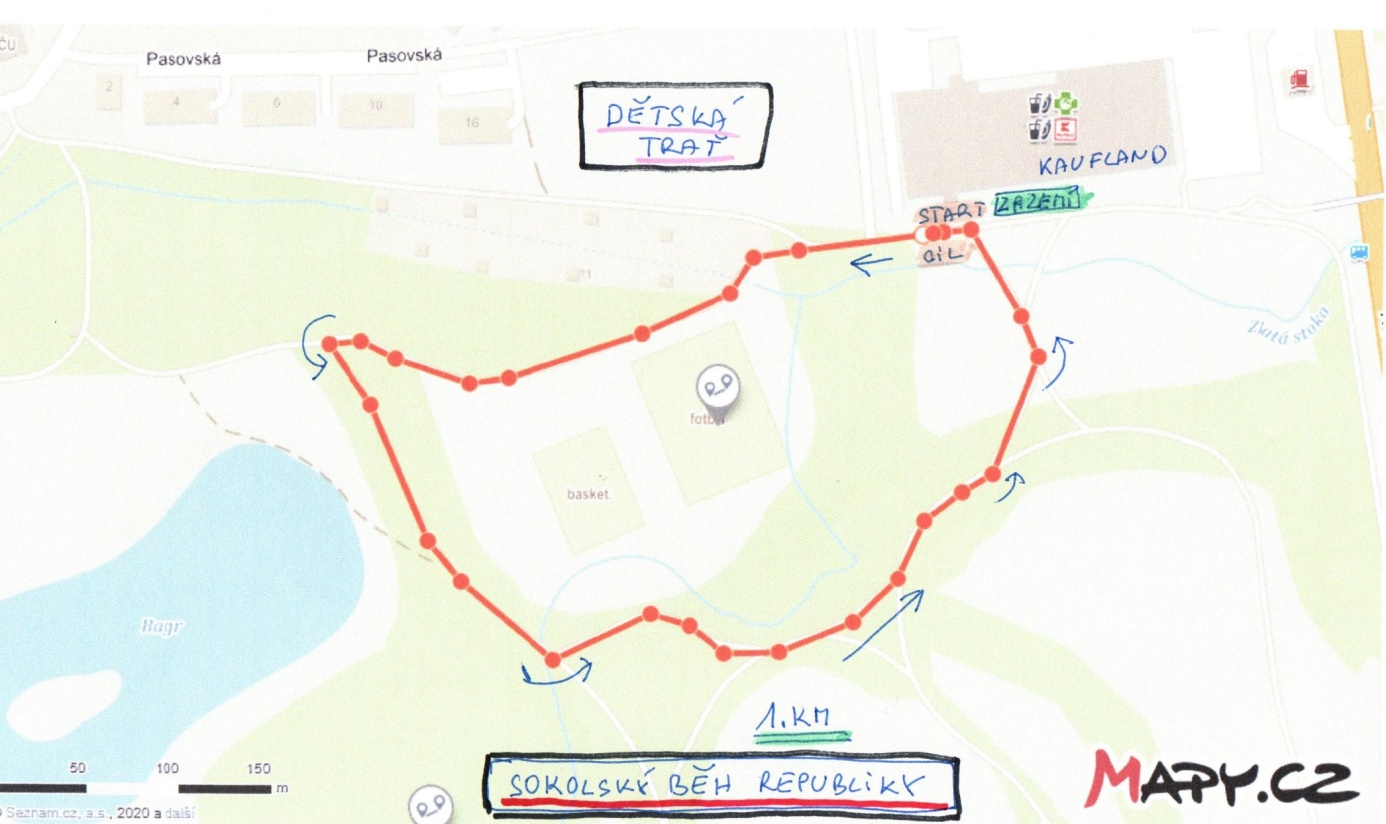 Pasovská
Pasovská
2
4
6
10
16
DĚTSKÁ
TRAŤ
KAUFLAND
START
ZÁZEMÍ
CÍL
11
Zlatá stoka
basket.
Bagr
1.KM
50 100 150
m
SOKOLSKÝ BĚH REPUBLIKY
MAPY.CZ
© Seznam.cz, a.s., 2020 a další